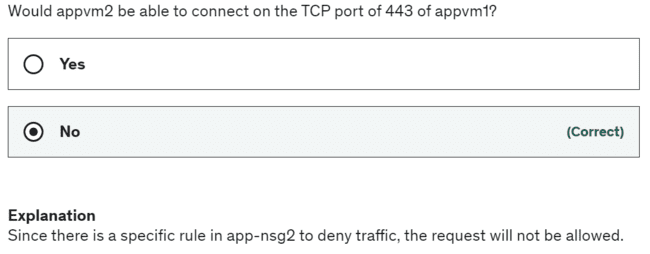 Would appvm2 be able to connect on the TCP port of 443 of appvm1?
Yes
No (Correct)
Explanation
Since there is a specific rule in app-nsg2 to deny traffic, the request will not be allowed.